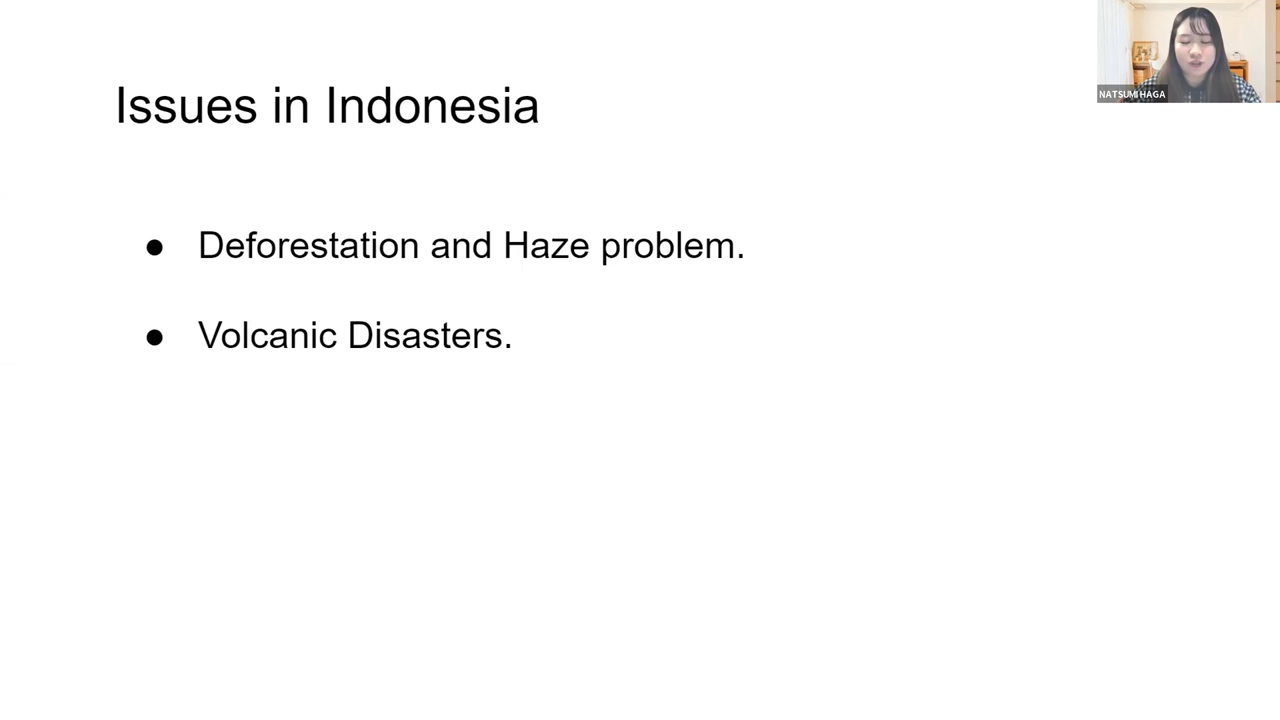 NATSUMI HAGA
Issues in Indonesia
● Deforestation and Haze problem.
● Volcanic Disasters.